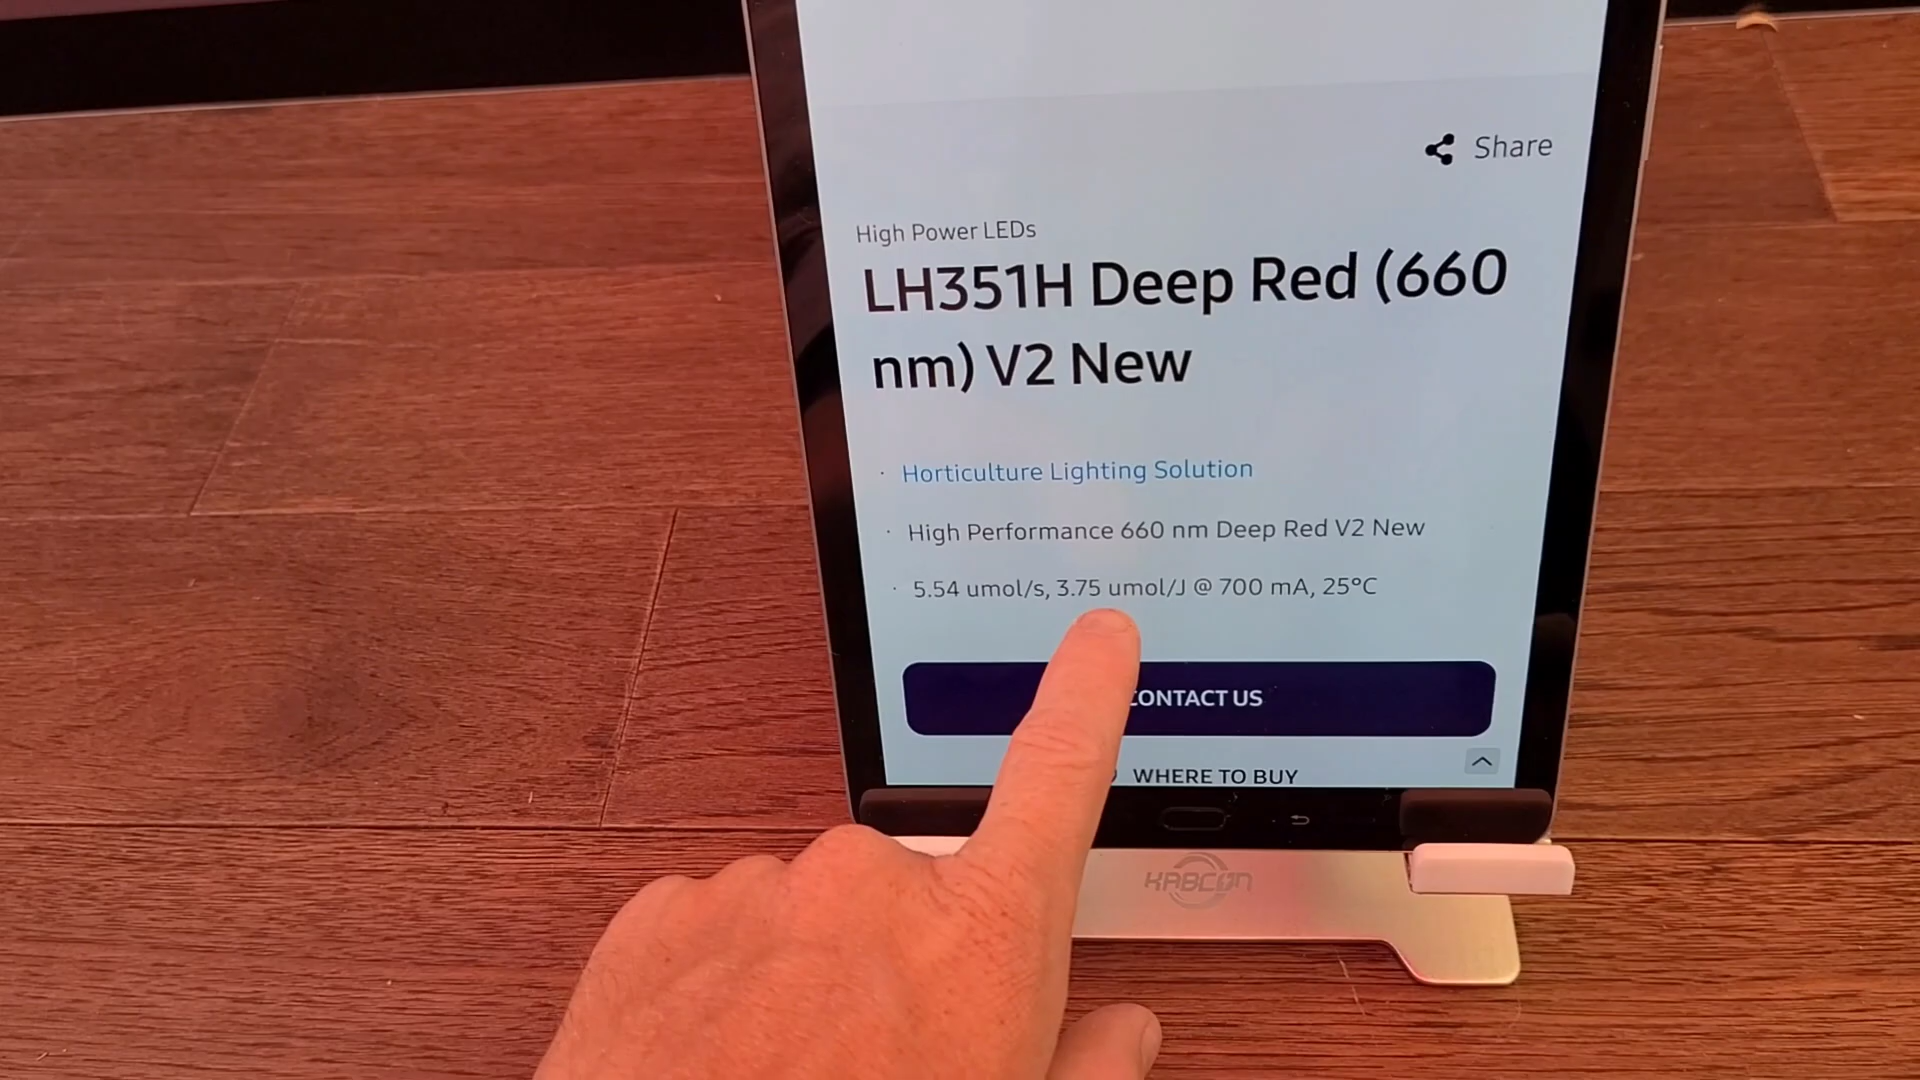 Share
High Power LEDs
LH351H Deep Red (660
nm) V2 New
· Horticulture Lighting Solution
· High Performance 660 nm Deep Red V2 New
· 5.54 umol/s, 3.75 umol/J @ 700 mA, 25°C
CONTACT US
WHERE TO BUY
KABCON